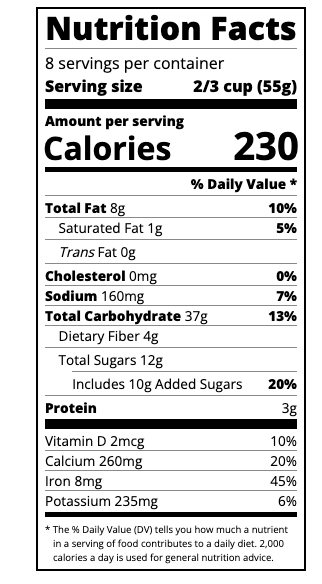 Nutrition Facts
8 servings per container
Serving size 2/3 cup (55g)
Amount per serving
Calories 230
% Daily Value *
Total Fat 8g 10%
Saturated Fat 1g 5%
Trans Fat 0g
Cholesterol 0mg 0%
Sodium 160mg 7%
Total Carbohydrate 37g 13%
Dietary Fiber 4g
Total Sugars 12g
Includes 10g Added Sugars 20%
Protein 3g
Vitamin D 2mcg 10%
Calcium 260mg 20%
Iron 8mg 45%
Potassium 235mg 6%
* The % Daily Value (DV) tells you how much a nutrient
in a serving of food contributes to a daily diet. 2,000
calories a day is used for general nutrition advice.